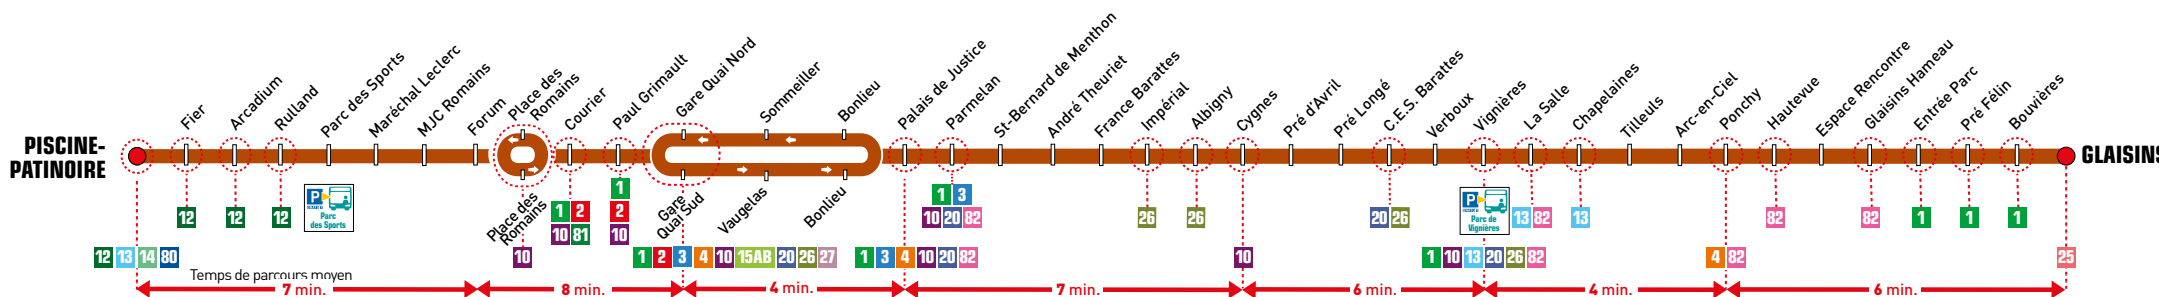 PISCINE-
PATINOIRE
Fier
Arcadium
Rulland
Parc des Sports
Maréchal Leclerc
MJC Romains
Forum
Place des
Romains
Courier
Paul Grimault
Gare Quai Nord
Sommeiller
Bonlieu
Palais de Justice
Parmelan
St-Bernard de Menthon
André Theuriet
France Barattes
Impérial
Albigny
Cygnes
Pré d'Avril
Pré Longé
C.E.S. Barattes
Verboux
Vignières
La Salle
Chapelaines
Tilleuls
Arc-en-Ciel
Ponchy
Hautevue
Espace Rencontre
Glaisins Hameau
Entrée Parc
Pré Félin
Bouvières
GLAISINS
Place des
Romains
Gare
Quai Sud
Vaugelas
Bonlieu
12
12
12
P
Parc
des Sports
1 2
10 81
1
2
10
1 3
10 20 82
26
26
20 26
P
Parc de
Vignières
13 82
13
82
82
1
1
1
12 13 14 80
10
1 2 3 4 10 15AB 20 26 27
1 3 4 10 20 82
10
1 10 13 20 26 82
4 82
25
Temps de parcours moyen
7 min.
8 min.
4 min.
7 min.
6 min.
4 min.
6 min.